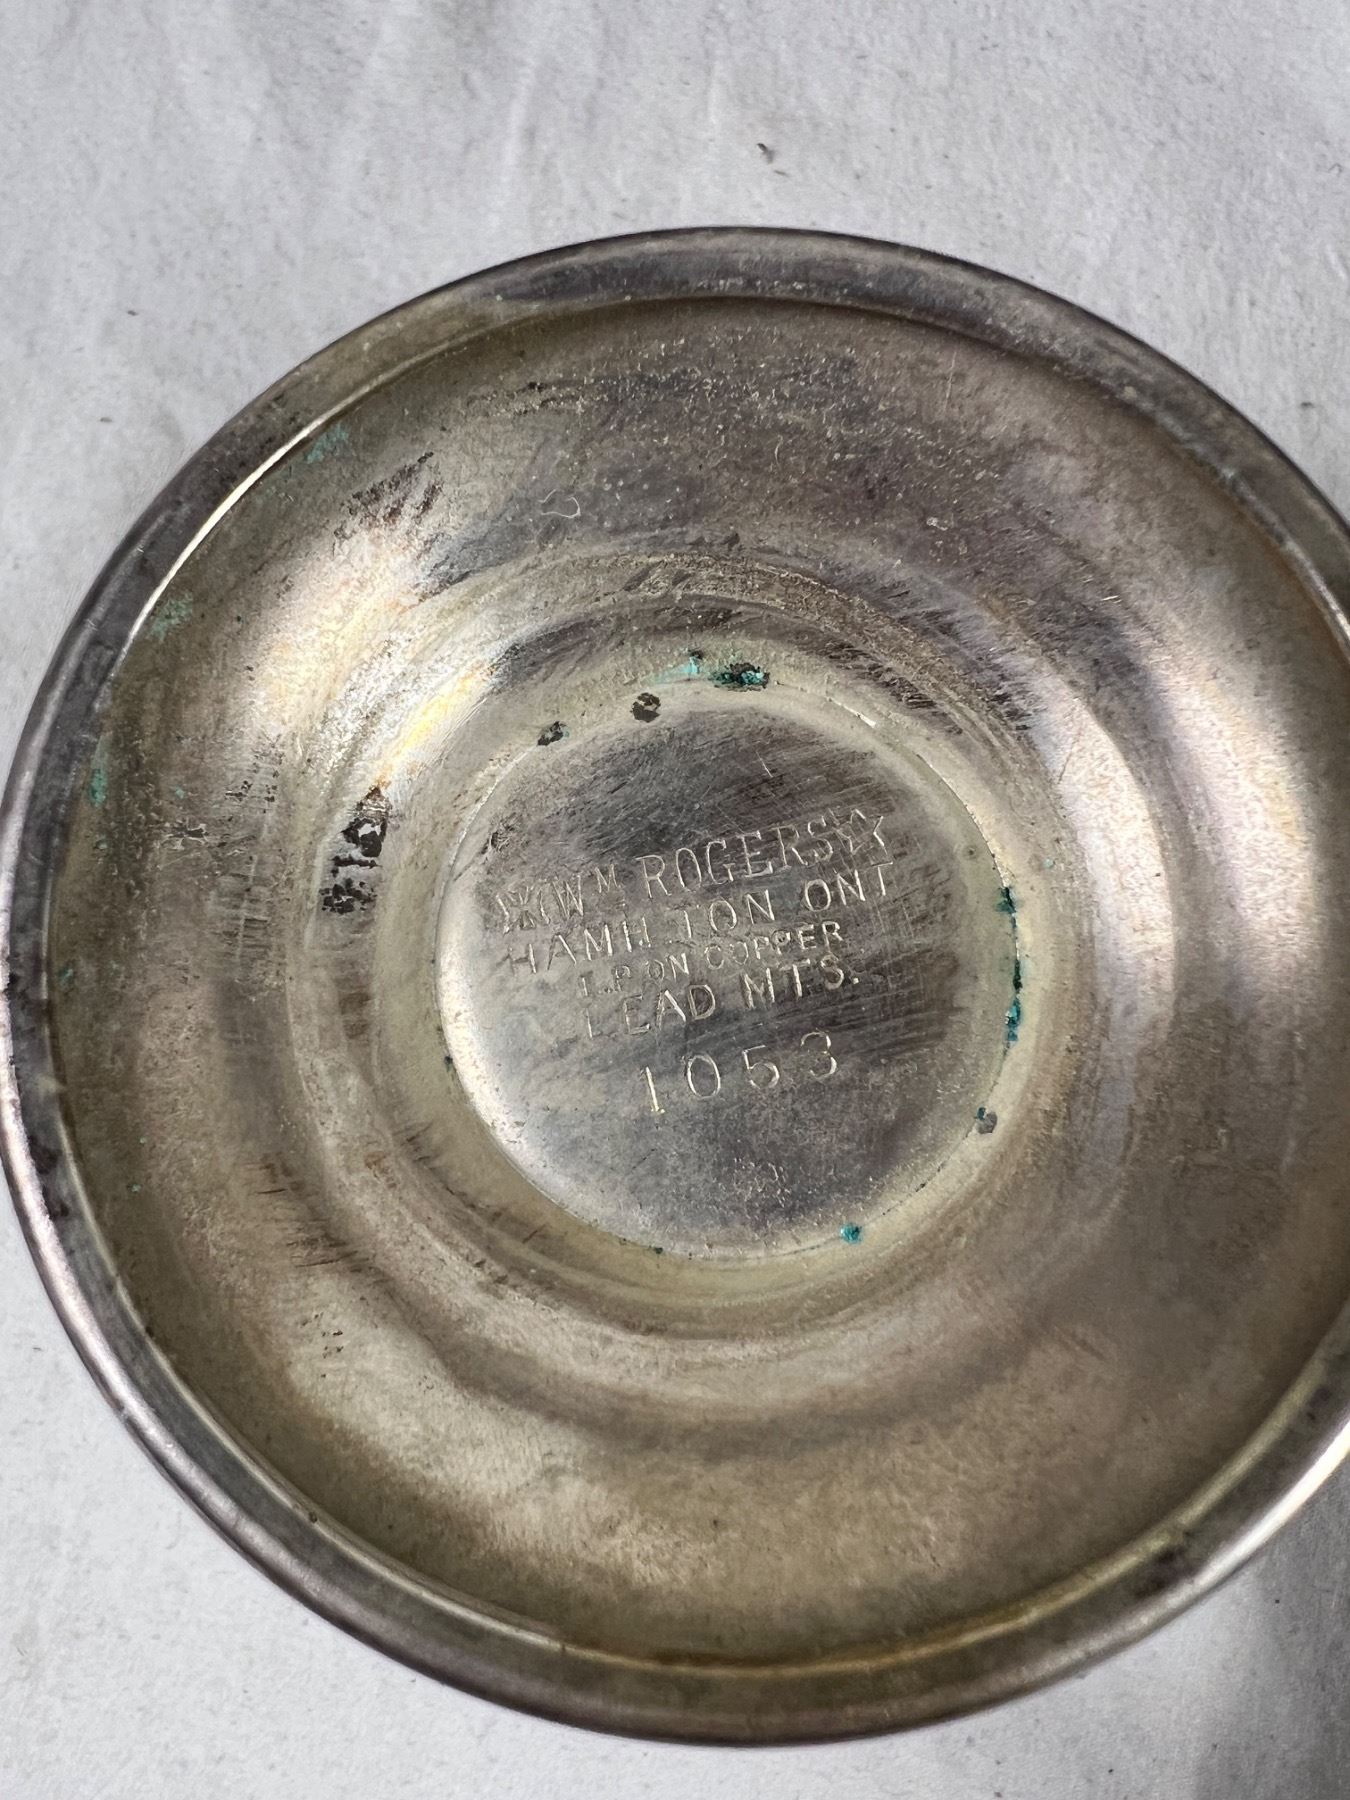 Wᴹ ROGERS
HAMILTON ONT
E.P. ON COPPER
LEAD MTS.
1053